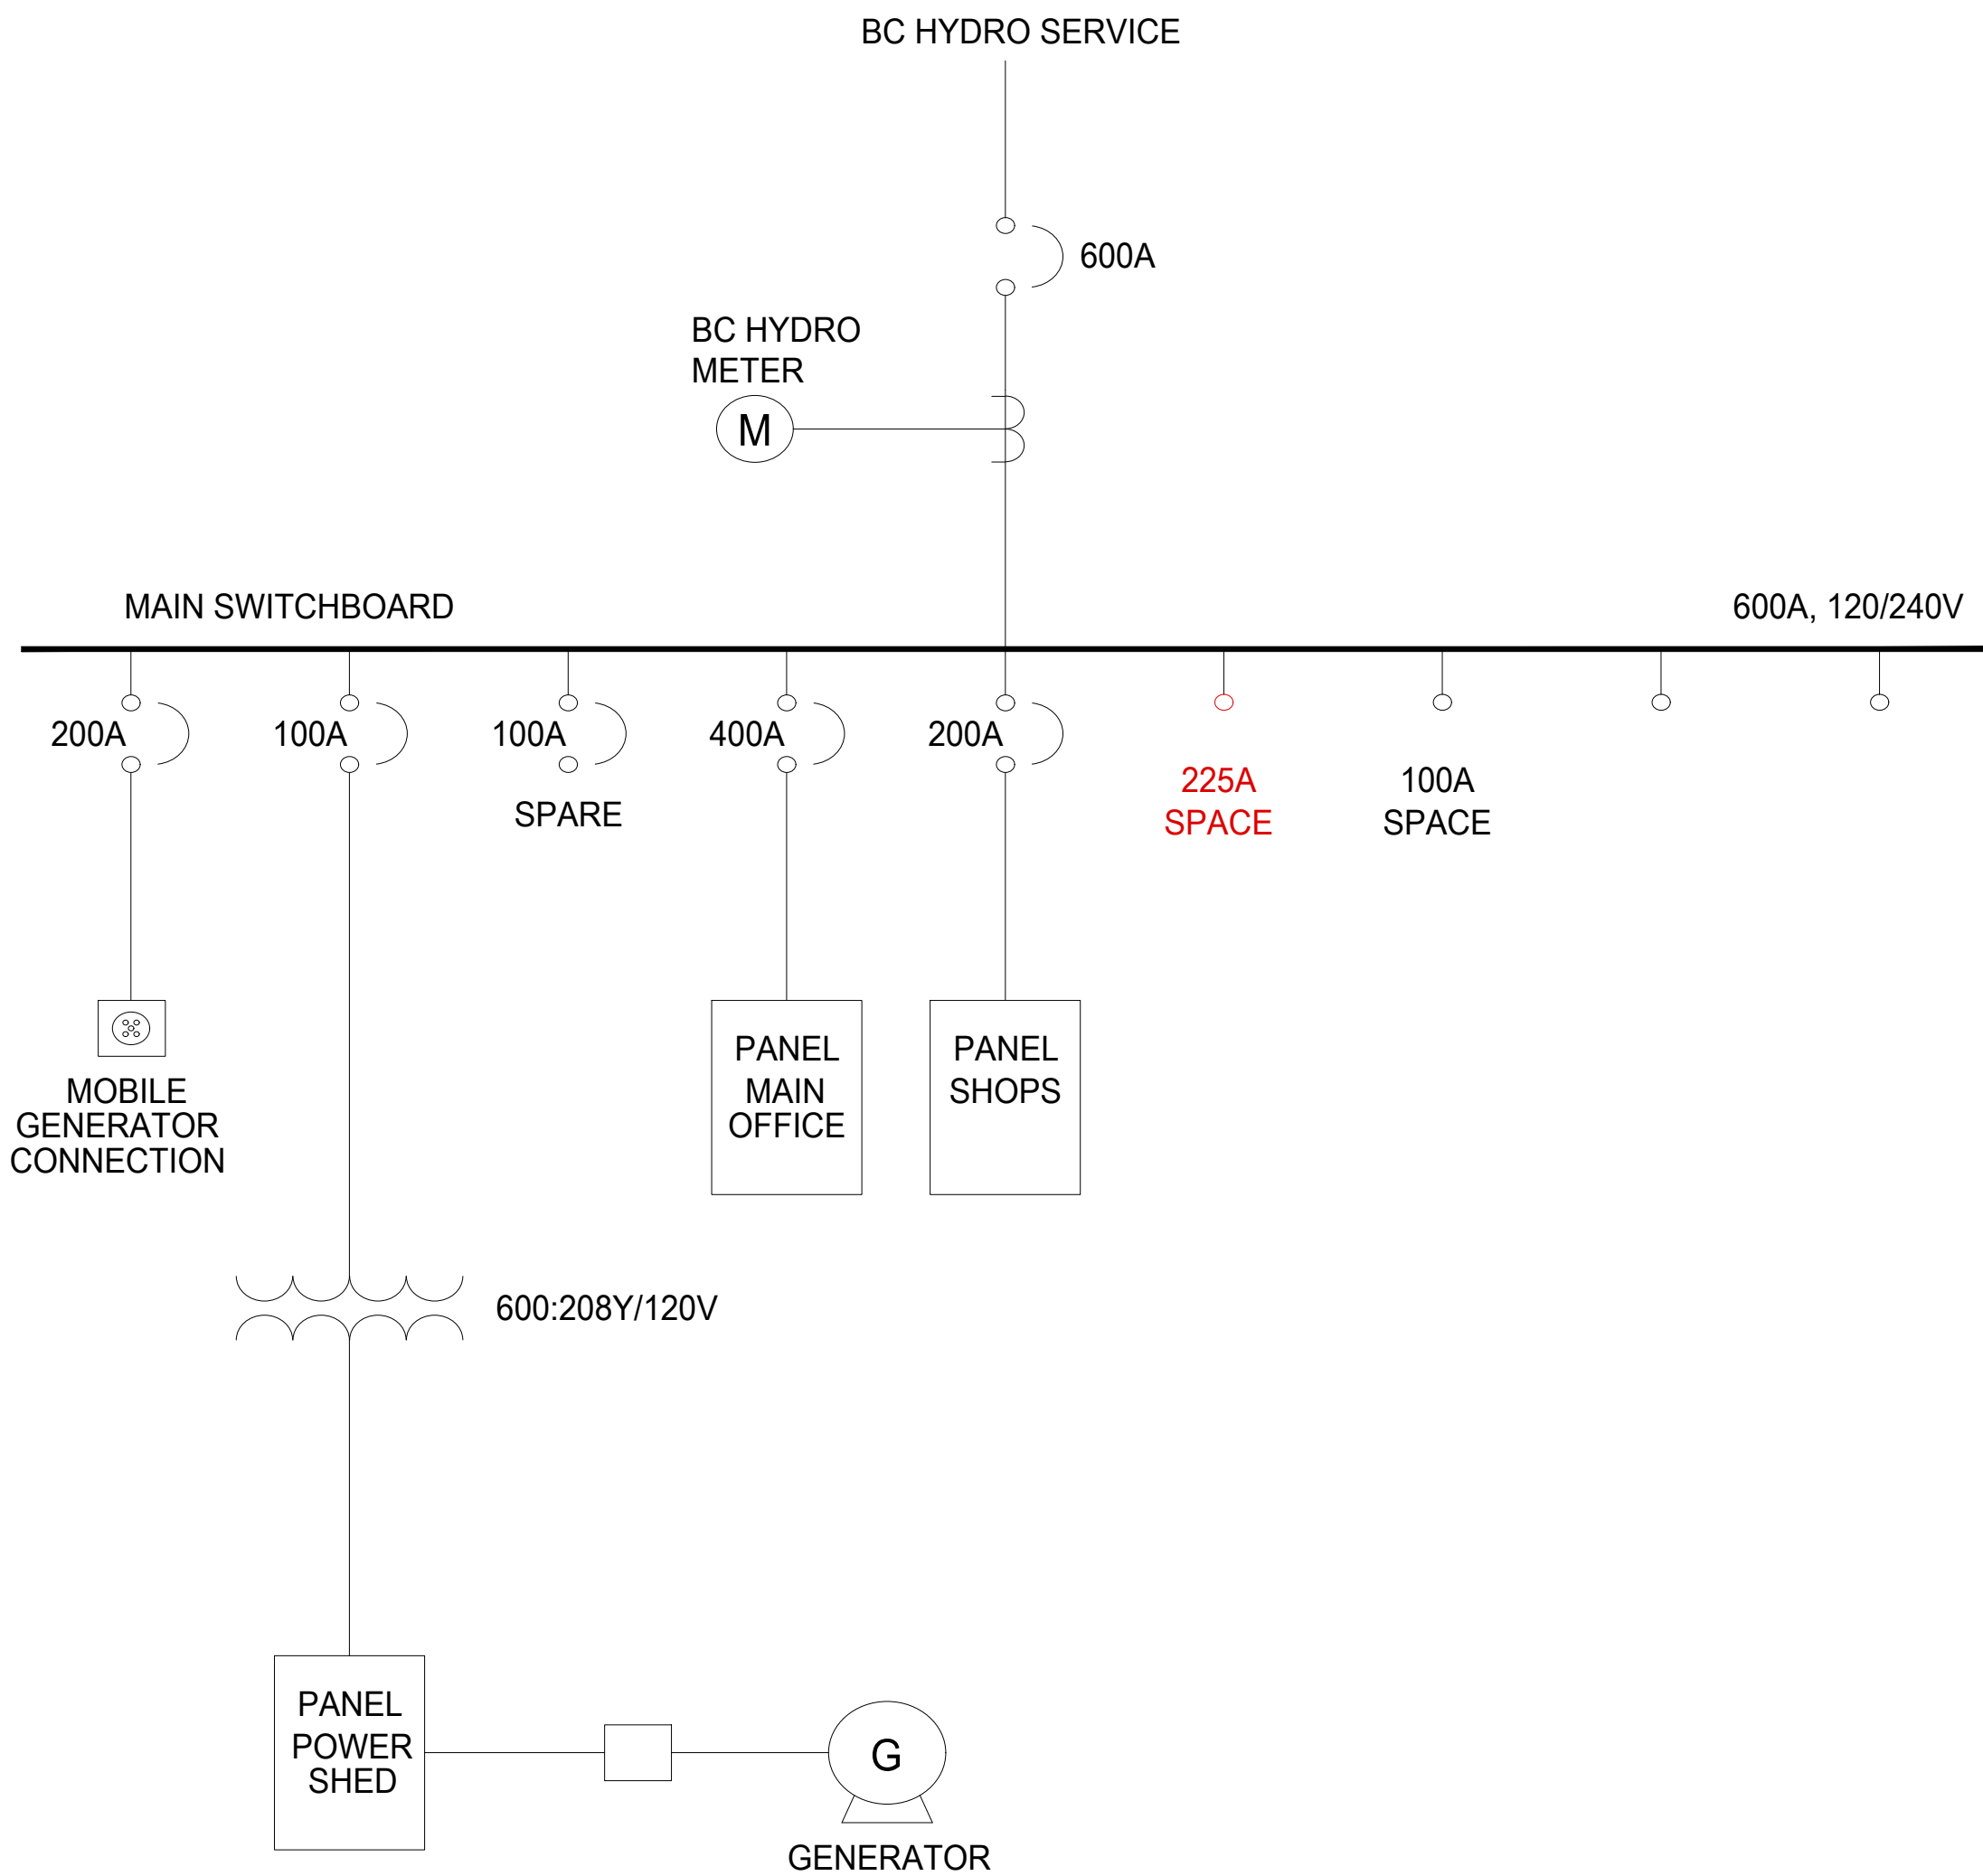 BC HYDRO SERVICE
600A
BC HYDRO
METER
M
MAIN SWITCHBOARD
600A, 120/240V
200A
100A
100A
400A
200A
SPARE
225A
SPACE
100A
SPACE
MOBILE
GENERATOR
CONNECTION
PANEL
MAIN
OFFICE
PANEL
SHOPS
600:208Y/120V
PANEL
POWER
SHED
G
GENERATOR